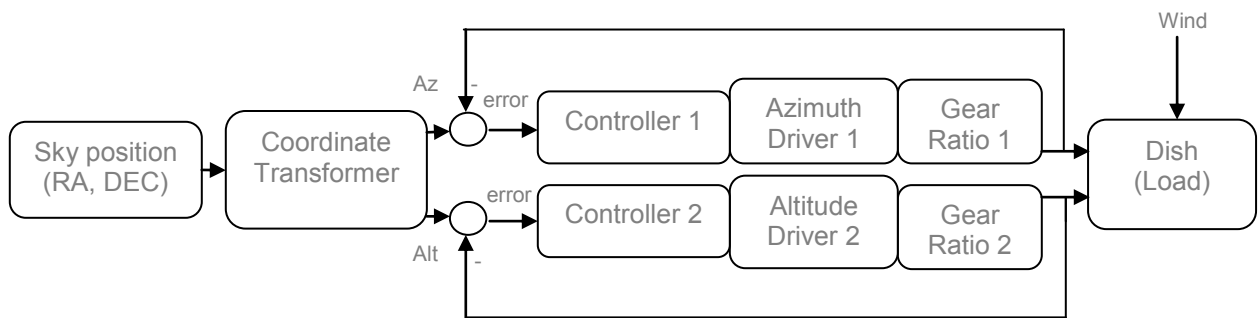 Wind
Az
-
error
Controller 1
Azimuth
Driver 1
Gear
Ratio 1
Sky position
(RA, DEC)
Coordinate
Transformer
Dish
(Load)
error
Controller 2
Altitude
Driver 2
Gear
Ratio 2
Alt
-